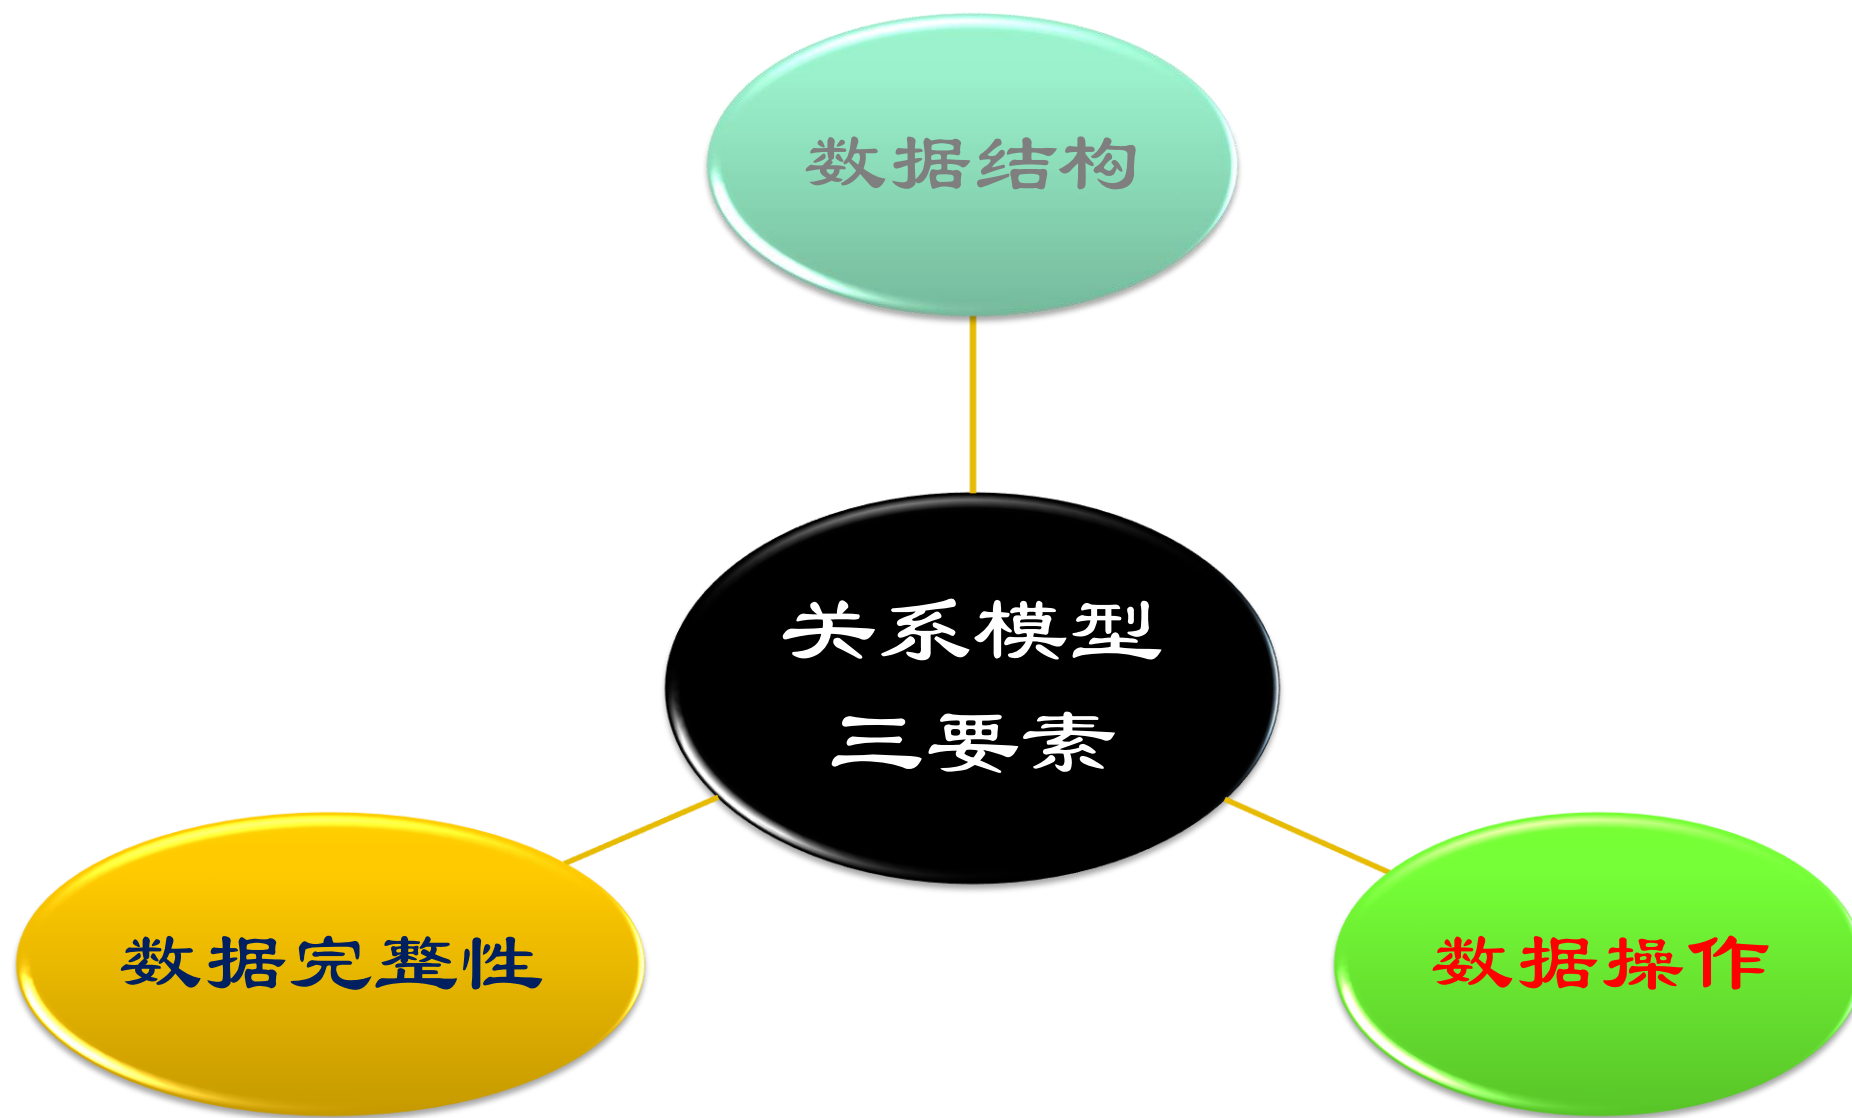 数据结构
关系模型
三要素
数据完整性
数据操作